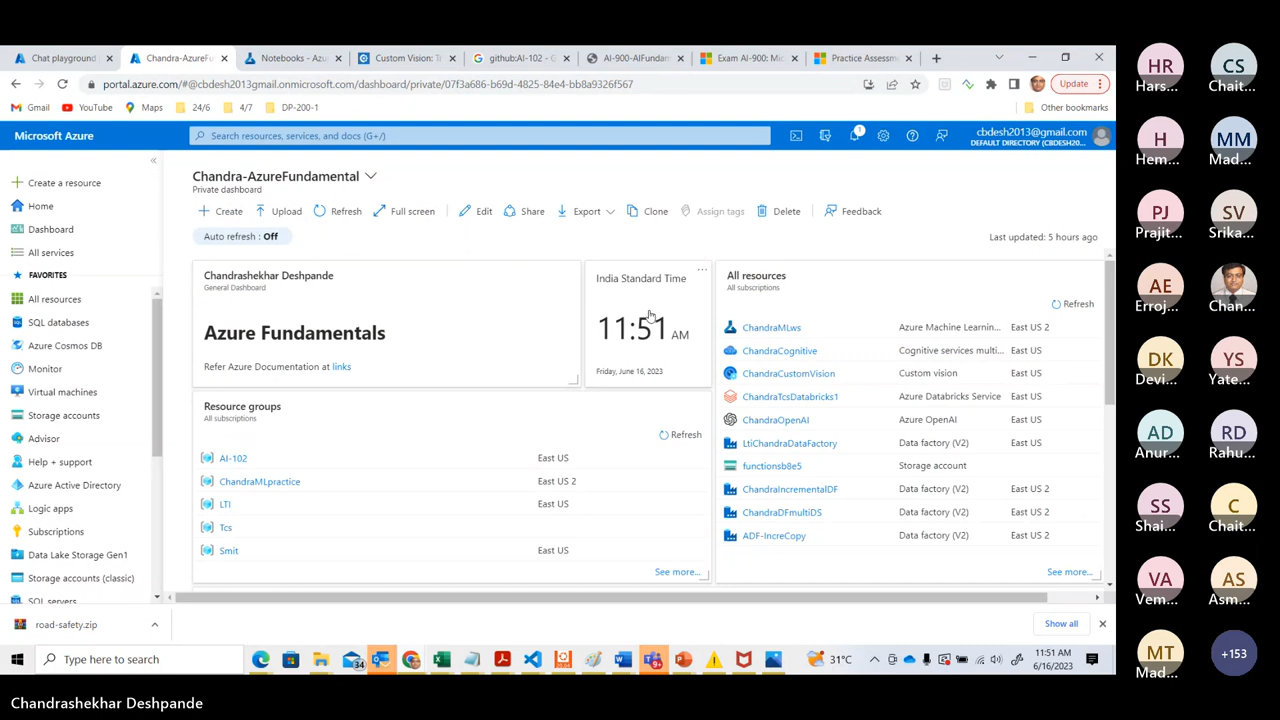 Chat playground
Chandra-AzureFu
Notebooks - Azu
Custom Vision: Tr
github:AI-102 - G
AI-900-AIFundam
Exam AI-900: Mic
Practice Assessm
portal.azure.com/#@cbdesh2013gmail.onmicrosoft.com/dashboard/private/07f3a686-b69d-4825-84e4-bb8a9326f567
Update
Gmail
YouTube
Maps
24/6
4/7
DP-200-1
Other bookmarks
Microsoft Azure
Search resources, services, and docs (G+/)
1
cbdesh2013@gmail.com
DEFAULT DIRECTORY (CBDESH20...
Create a resource
Home
Dashboard
All services
FAVORITES
All resources
SQL databases
Azure Cosmos DB
Monitor
Virtual machines
Storage accounts
Advisor
Help + support
Azure Active Directory
Logic apps
Subscriptions
Data Lake Storage Gen1
Storage accounts (classic)
SQL servers
Chandra-AzureFundamental
Private dashboard
Create
Upload
Refresh
Full screen
Edit
Share
Export
Clone
Assign tags
Delete
Feedback
Auto refresh : Off
Last updated: 5 hours ago
Chandrashekhar Deshpande
General Dashboard
Azure Fundamentals
Refer Azure Documentation at links
India Standard Time
11:51 AM
Friday, June 16, 2023
Resource groups
All subscriptions
Refresh
AI-102 East US
ChandraMLpractice East US 2
LTI East US
Tcs
Smit East US
See more...
All resources
All subscriptions
Refresh
ChandraMLws Azure Machine Learnin... East US 2
ChandraCognitive Cognitive services multi... East US
ChandraCustomVision Custom vision East US
ChandraTcsDatabricks1 Azure Databricks Service East US
ChandraOpenAI Azure OpenAI East US
LtiChandraDataFactory Data factory (V2) East US
functionsb8e5 Storage account
ChandraIncrementalDF Data factory (V2) East US 2
ChandraDFmultiDS Data factory (V2) East US 2
ADF-IncreCopy Data factory (V2) East US 2
See more...
road-safety.zip
Show all
Type here to search
34
9+
31°C
11:51 AM
6/16/2023
HR
Hars...
CS
Chait...
H
Hem...
MM
Mad...
PJ
Prajit...
SV
Srika...
AE
Erroj...
Chan...
DK
Devi...
YS
Yate...
AD
Anur...
RD
Rahu...
SS
Shai...
C
Chait...
VA
Vem...
AS
Asm...
MT
Mad...
+153
Chandrashekhar Deshpande